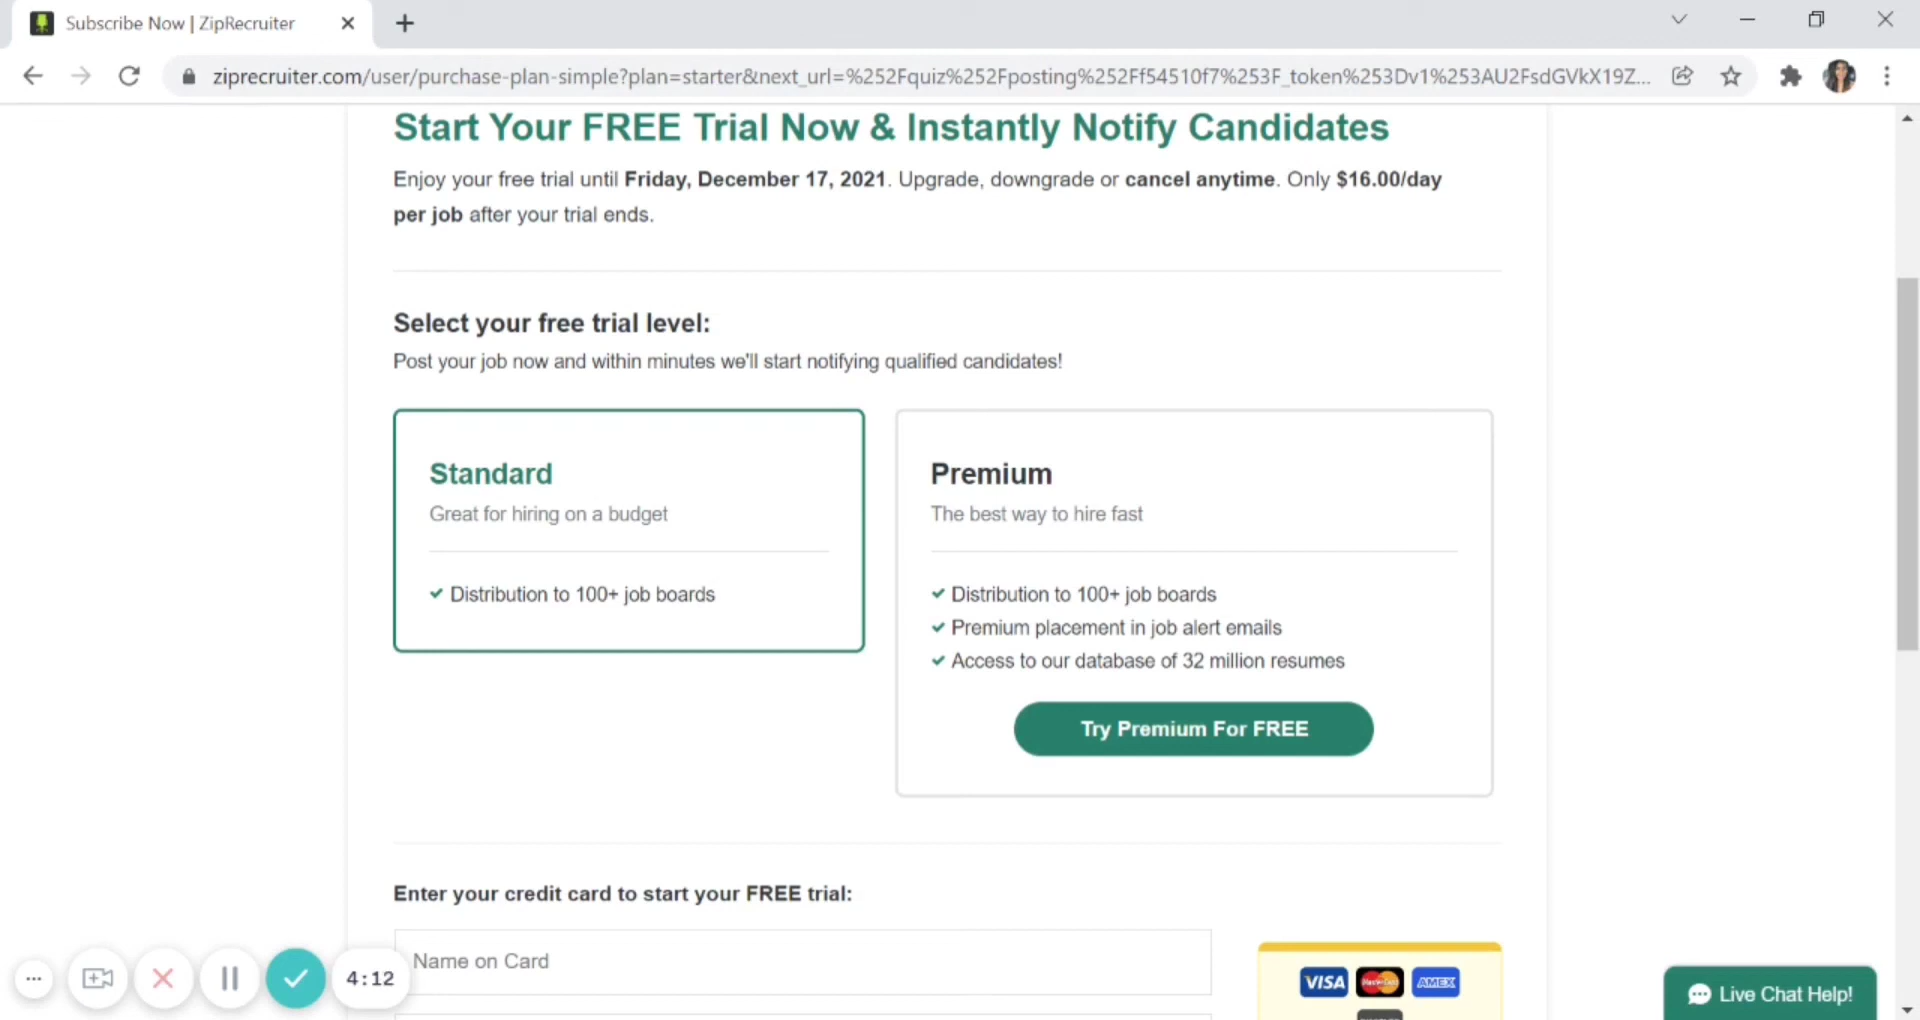 Subscribe Now | ZipRecruiter
ziprecruiter.com/user/purchase-plan-simple?plan=starter&next_url=%252Fquiz%252Fposting%252Ff54510f7%253F_token%253Dv1%253AU2FsdGVkX19Z...
Start Your FREE Trial Now & Instantly Notify Candidates
Enjoy your free trial until Friday, December 17, 2021. Upgrade, downgrade or cancel anytime. Only $16.00/day
per job after your trial ends.
Select your free trial level:
Post your job now and within minutes we'll start notifying qualified candidates!
Standard
Great for hiring on a budget
Distribution to 100+ job boards
Premium
The best way to hire fast
Distribution to 100+ job boards
Premium placement in job alert emails
Access to our database of 32 million resumes
Try Premium For FREE
Enter your credit card to start your FREE trial:
Name on Card
VISA MasterCard AMEX
4:12
Live Chat Help!